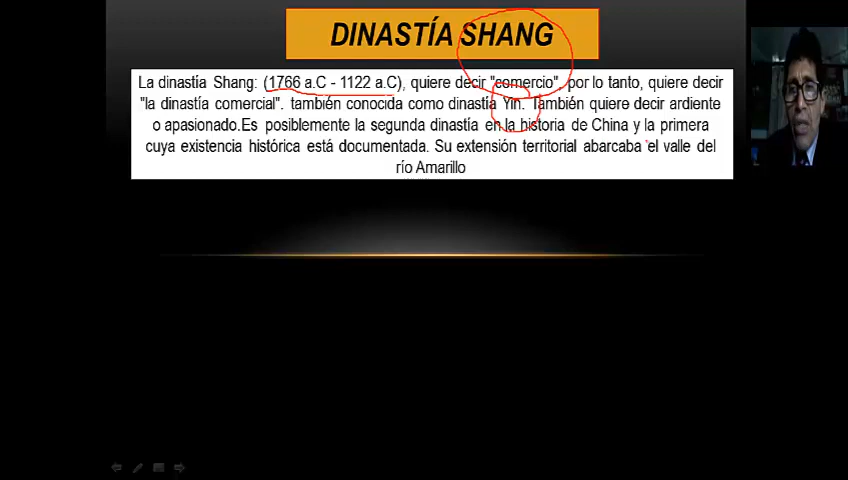 DINASTÍA SHANG
La dinastía Shang: (1766 a.C - 1122 a.C), quiere decir "comercio", por lo tanto, quiere decir
"la dinastía comercial". también conocida como dinastía Yin. También quiere decir ardiente
o apasionado.Es posiblemente la segunda dinastía en la historia de China y la primera
cuya existencia histórica está documentada. Su extensión territorial abarcaba el valle del
río Amarillo